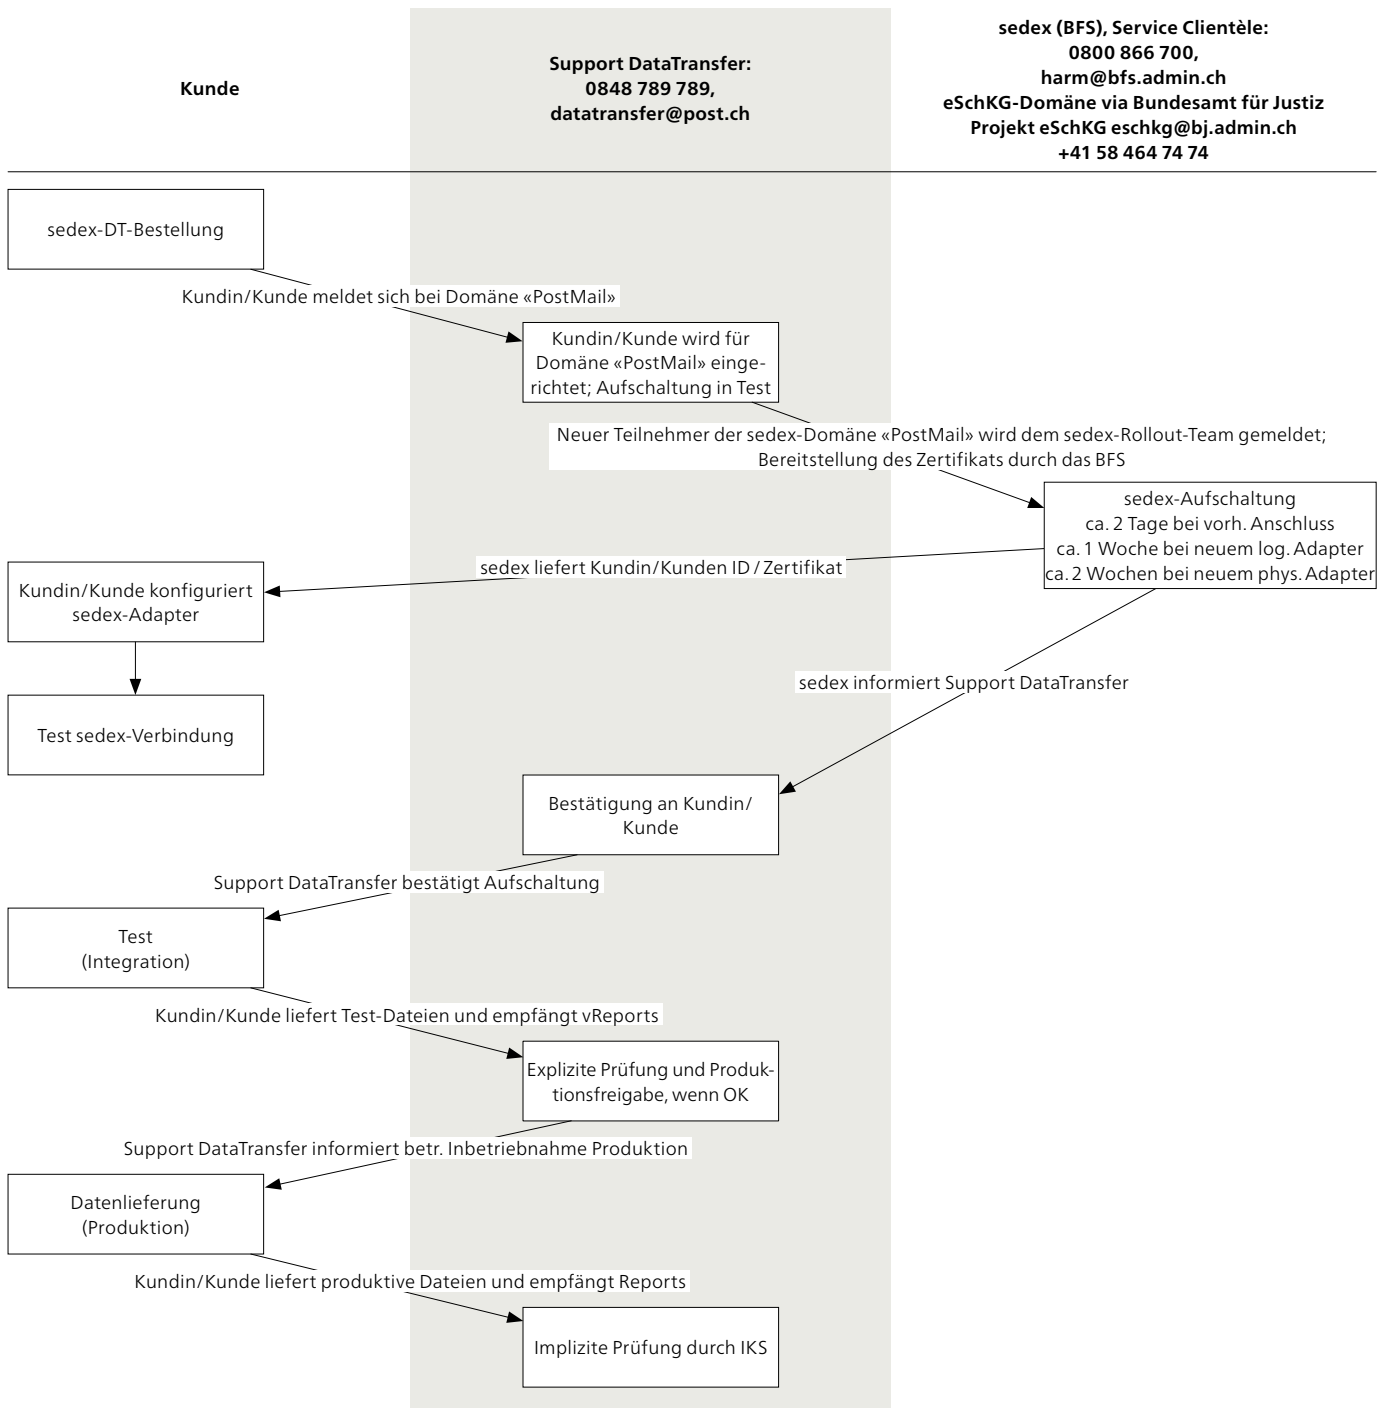 Kunde
Support DataTransfer:
0848 789 789,
datatransfer@post.ch
sedex (BFS), Service Clientèle:
0800 866 700,
harm@bfs.admin.ch
eSchKG-Domäne via Bundesamt für Justiz
Projekt eSchKG eschkg@bj.admin.ch
+41 58 464 74 74
sedex-DT-Bestellung
Kundin/Kunde meldet sich bei Domäne «PostMail»
Kundin/Kunde wird für
Domäne «PostMail» einge-
richtet; Aufschaltung in Test
Neuer Teilnehmer der sedex-Domäne «PostMail» wird dem sedex-Rollout-Team gemeldet;
Bereitstellung des Zertifikats durch das BFS
sedex-Aufschaltung
ca. 2 Tage bei vorh. Anschluss
ca. 1 Woche bei neuem log. Adapter
ca. 2 Wochen bei neuem phys. Adapter
sedex liefert Kundin/Kunden ID / Zertifikat
Kundin/Kunde konfiguriert
sedex-Adapter
Test sedex-Verbindung
sedex informiert Support DataTransfer
Bestätigung an Kundin/
Kunde
Support DataTransfer bestätigt Aufschaltung
Test
(Integration)
Kundin/Kunde liefert Test-Dateien und empfängt vReports
Explizite Prüfung und Produk-
tionsfreigabe, wenn OK
Support DataTransfer informiert betr. Inbetriebnahme Produktion
Datenlieferung
(Produktion)
Kundin/Kunde liefert produktive Dateien und empfängt Reports
Implizite Prüfung durch IKS